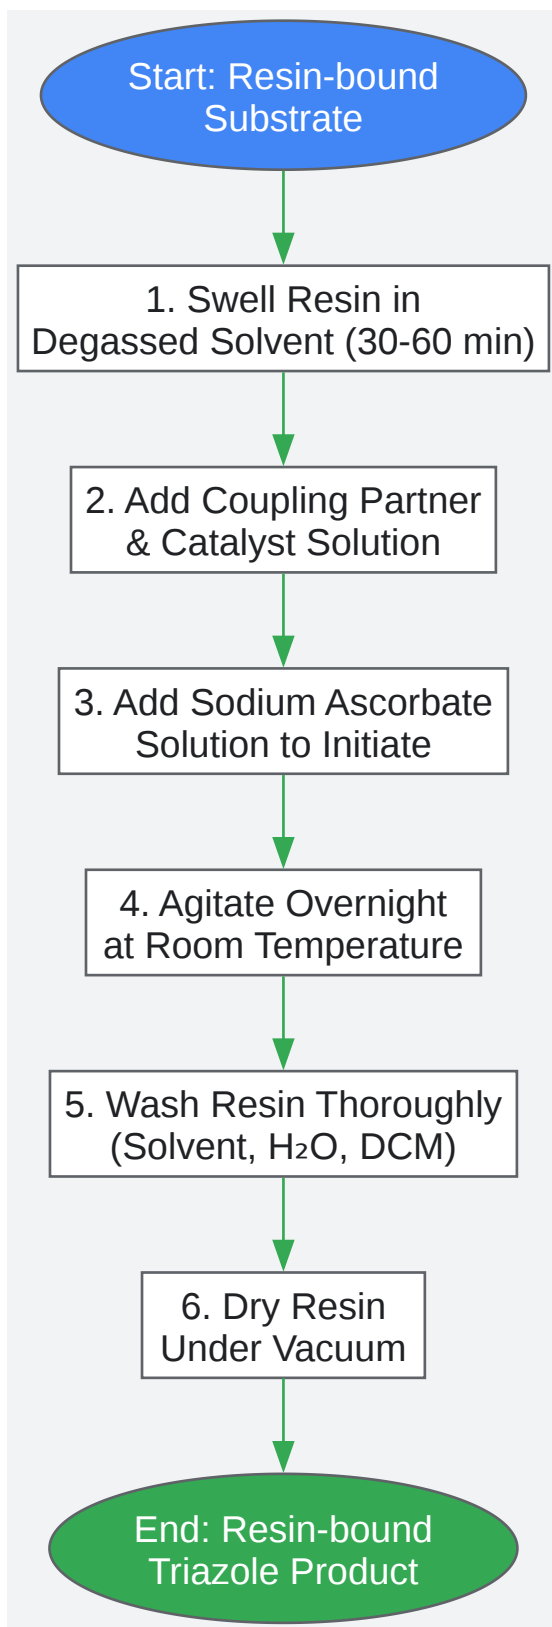 Start: Resin-bound
Substrate
1. Swell Resin in
Degassed Solvent (30-60 min)
2. Add Coupling Partner
& Catalyst Solution
3. Add Sodium Ascorbate
Solution to Initiate
4. Agitate Overnight
at Room Temperature
5. Wash Resin Thoroughly
(Solvent, H₂O, DCM)
6. Dry Resin
Under Vacuum
End: Resin-bound
Triazole Product